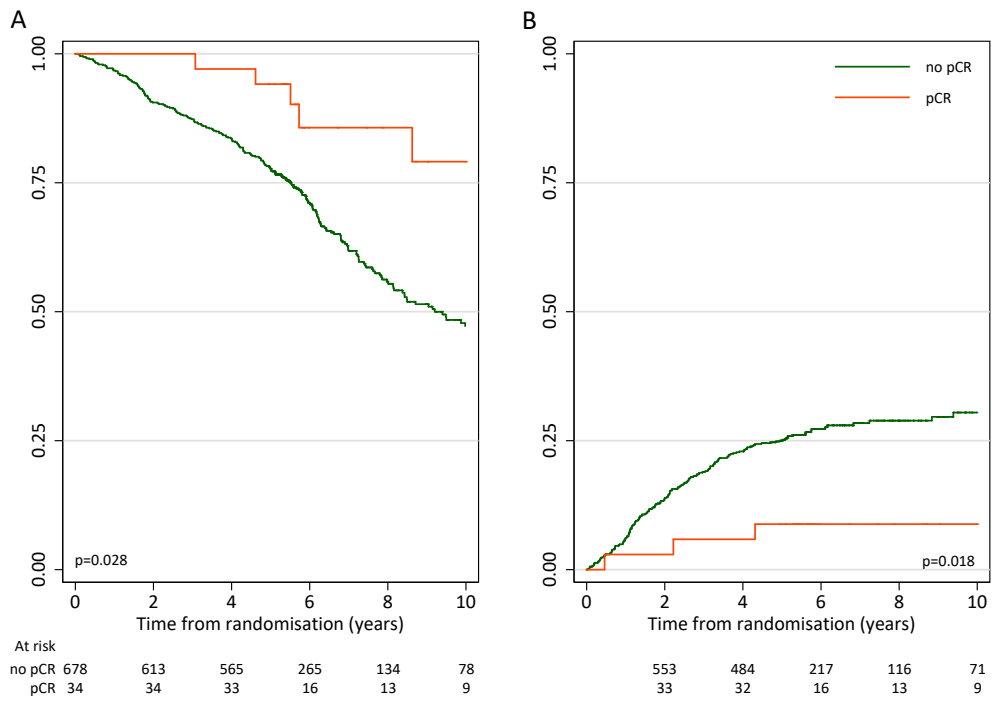 A
B
1.00
0.75
0.50
0.25
0.00
p=0.028
0 2 4 6 8 10
Time from randomisation (years)
1.00
0.75
0.50
0.25
0.00
no pCR
pCR
p=0.018
0 2 4 6 8 10
Time from randomisation (years)
At risk
no pCR 678 613 565 265 134 78 553 484 217 116 71
pCR 34 34 33 16 13 9 33 32 16 13 9